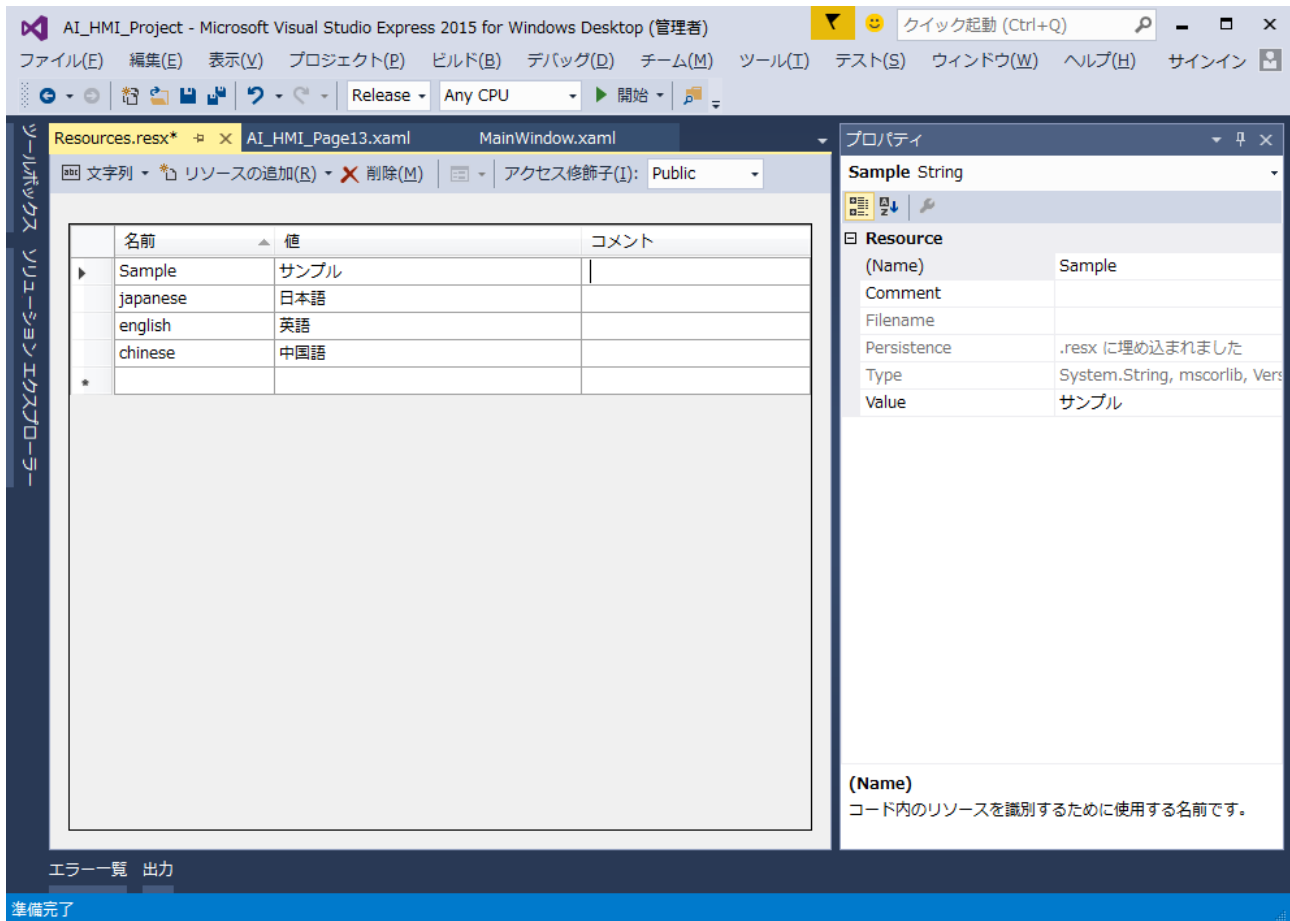 AI_HMI_Project - Microsoft Visual Studio Express 2015 for Windows Desktop (管理者)
クイック起動 (Ctrl+Q)
ファイル(F) 編集(E) 表示(V) プロジェクト(P) ビルド(B) デバッグ(D) チーム(M) ツール(T) テスト(S) ウィンドウ(W) ヘルプ(H) サインイン
Release Any CPU 開始
ツールボックス
ソリューション エクスプローラー
Resources.resx* AI_HMI_Page13.xaml MainWindow.xaml
abc 文字列 リソースの追加(R) 削除(M) アクセス修飾子(I): Public
名前 値 コメント
Sample サンプル
japanese 日本語
english 英語
chinese 中国語
*
プロパティ
Sample String
Resource
(Name) Sample
Comment
Filename
Persistence .resx に埋め込まれました
Type System.String, mscorlib, Vers
Value サンプル
(Name)
コード内のリソースを識別するために使用する名前です。
エラー一覧 出力
準備完了